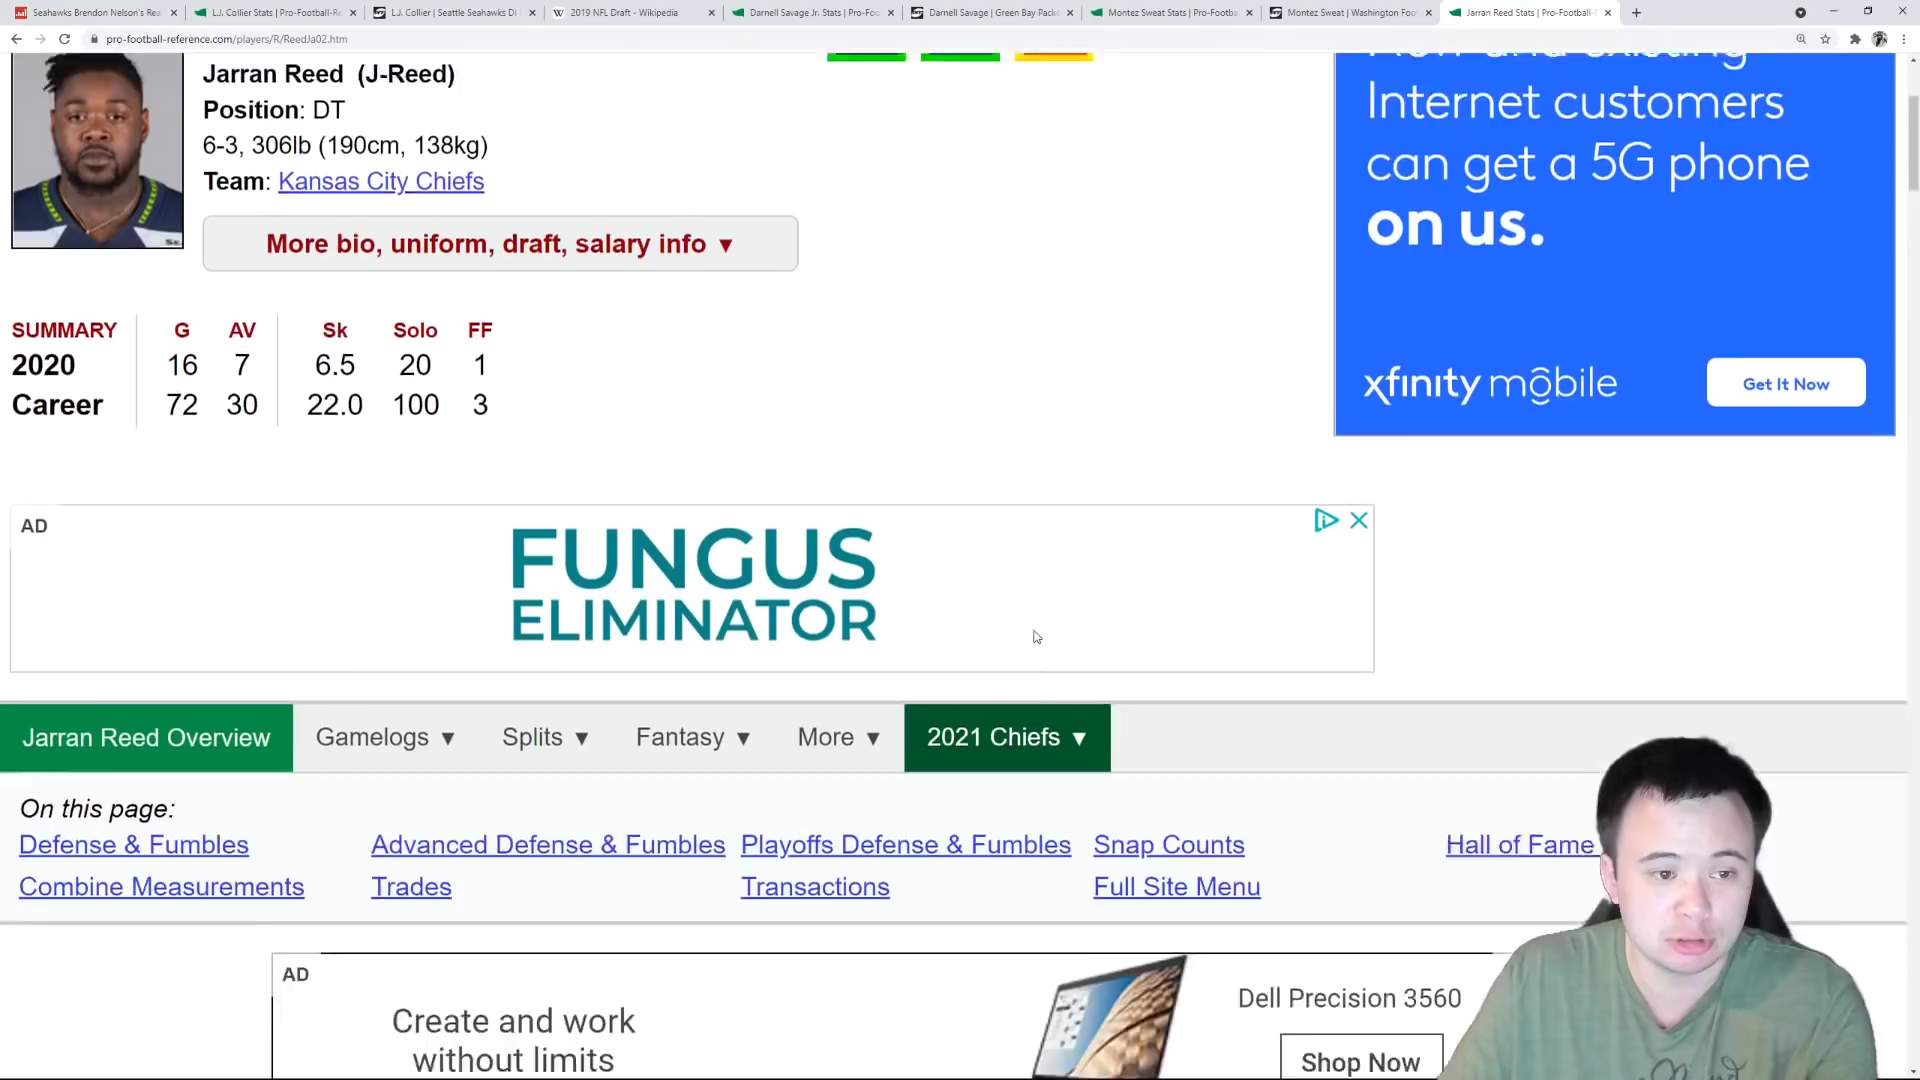 Seahawks Brendon Nelson's Rea
L.J. Collier Stats | Pro-Football-Re
L.J. Collier | Seattle Seahawks DI
2019 NFL Draft - Wikipedia
Darnell Savage Jr. Stats | Pro-Foo
Darnell Savage | Green Bay Packe
Montez Sweat Stats | Pro-Footba
Montez Sweat | Washington Foo
Jarran Reed Stats | Pro-Football-
pro-football-reference.com/players/R/ReedJa02.htm
Jarran Reed (J-Reed)
Position: DT
6-3, 306lb (190cm, 138kg)
Team: Kansas City Chiefs
More bio, uniform, draft, salary info ▼
Internet customers
can get a 5G phone
on us.
xfinity mobile
Get It Now
SUMMARY G AV Sk Solo FF
2020 16 7 6.5 20 1
Career 72 30 22.0 100 3
AD
FUNGUS
ELIMINATOR
Jarran Reed Overview
Gamelogs ▼
Splits ▼
Fantasy ▼
More ▼
2021 Chiefs ▼
On this page:
Defense & Fumbles
Advanced Defense & Fumbles
Playoffs Defense & Fumbles
Snap Counts
Hall of Fame
Combine Measurements
Trades
Transactions
Full Site Menu
AD
Create and work
without limits
Dell Precision 3560
Shop Now